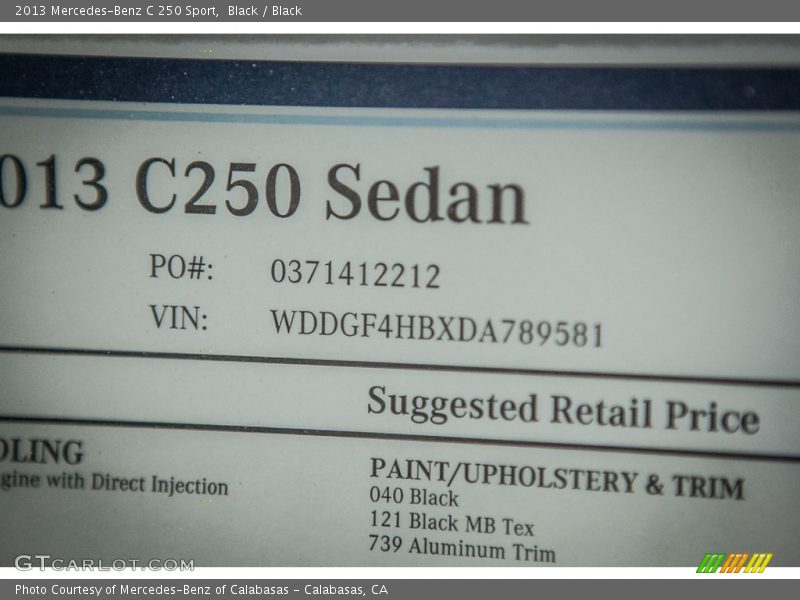 2013 Mercedes-Benz C 250 Sport,  Black / Black
013 C250 Sedan
PO#: 0371412212
VIN: WDDGF4HBXDA789581
Suggested Retail Price
OLING
gine with Direct Injection
PAINT/UPHOLSTERY & TRIM
040 Black
121 Black MB Tex
739 Aluminum Trim
GTCARLOT.COM
Photo Courtesy of Mercedes-Benz of Calabasas - Calabasas, CA